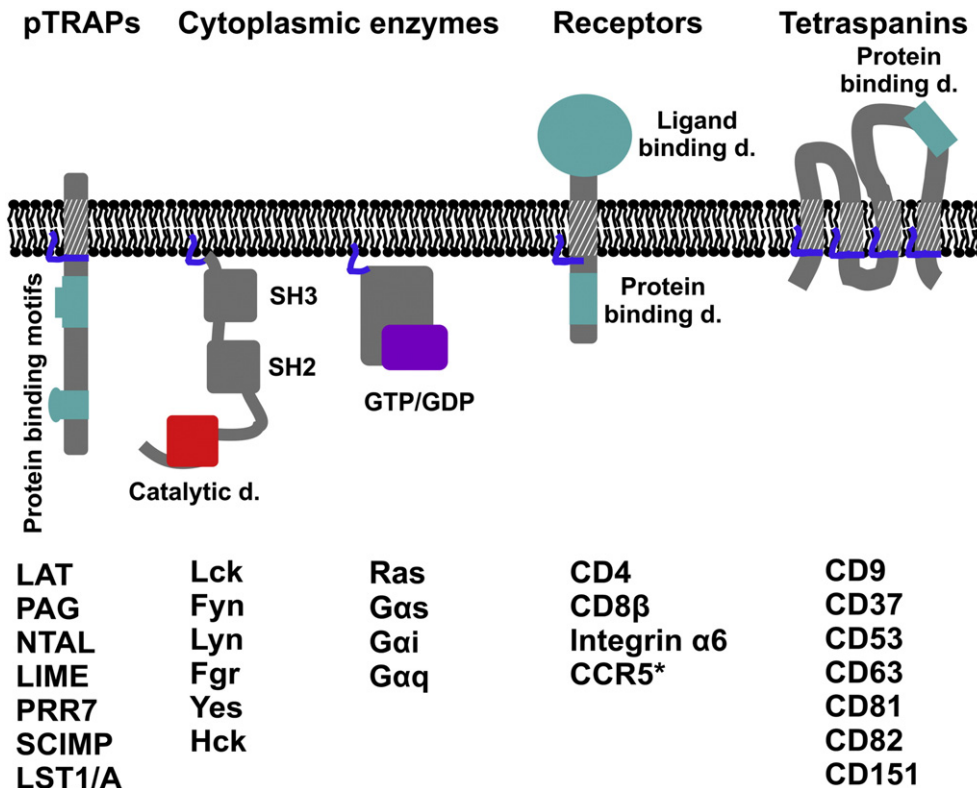 pTRAPs
Cytoplasmic enzymes
Receptors
Tetraspanins
Protein
binding d.
Ligand
binding d.
Protein binding motifs
SH3
SH2
Catalytic d.
GTP/GDP
Protein
binding d.
LAT
PAG
NTAL
LIME
PRR7
SCIMP
LST1/A
Lck
Fyn
Lyn
Fgr
Yes
Hck
Ras
Gαs
Gαi
Gαq
CD4
CD8β
Integrin α6
CCR5*
CD9
CD37
CD53
CD63
CD81
CD82
CD151